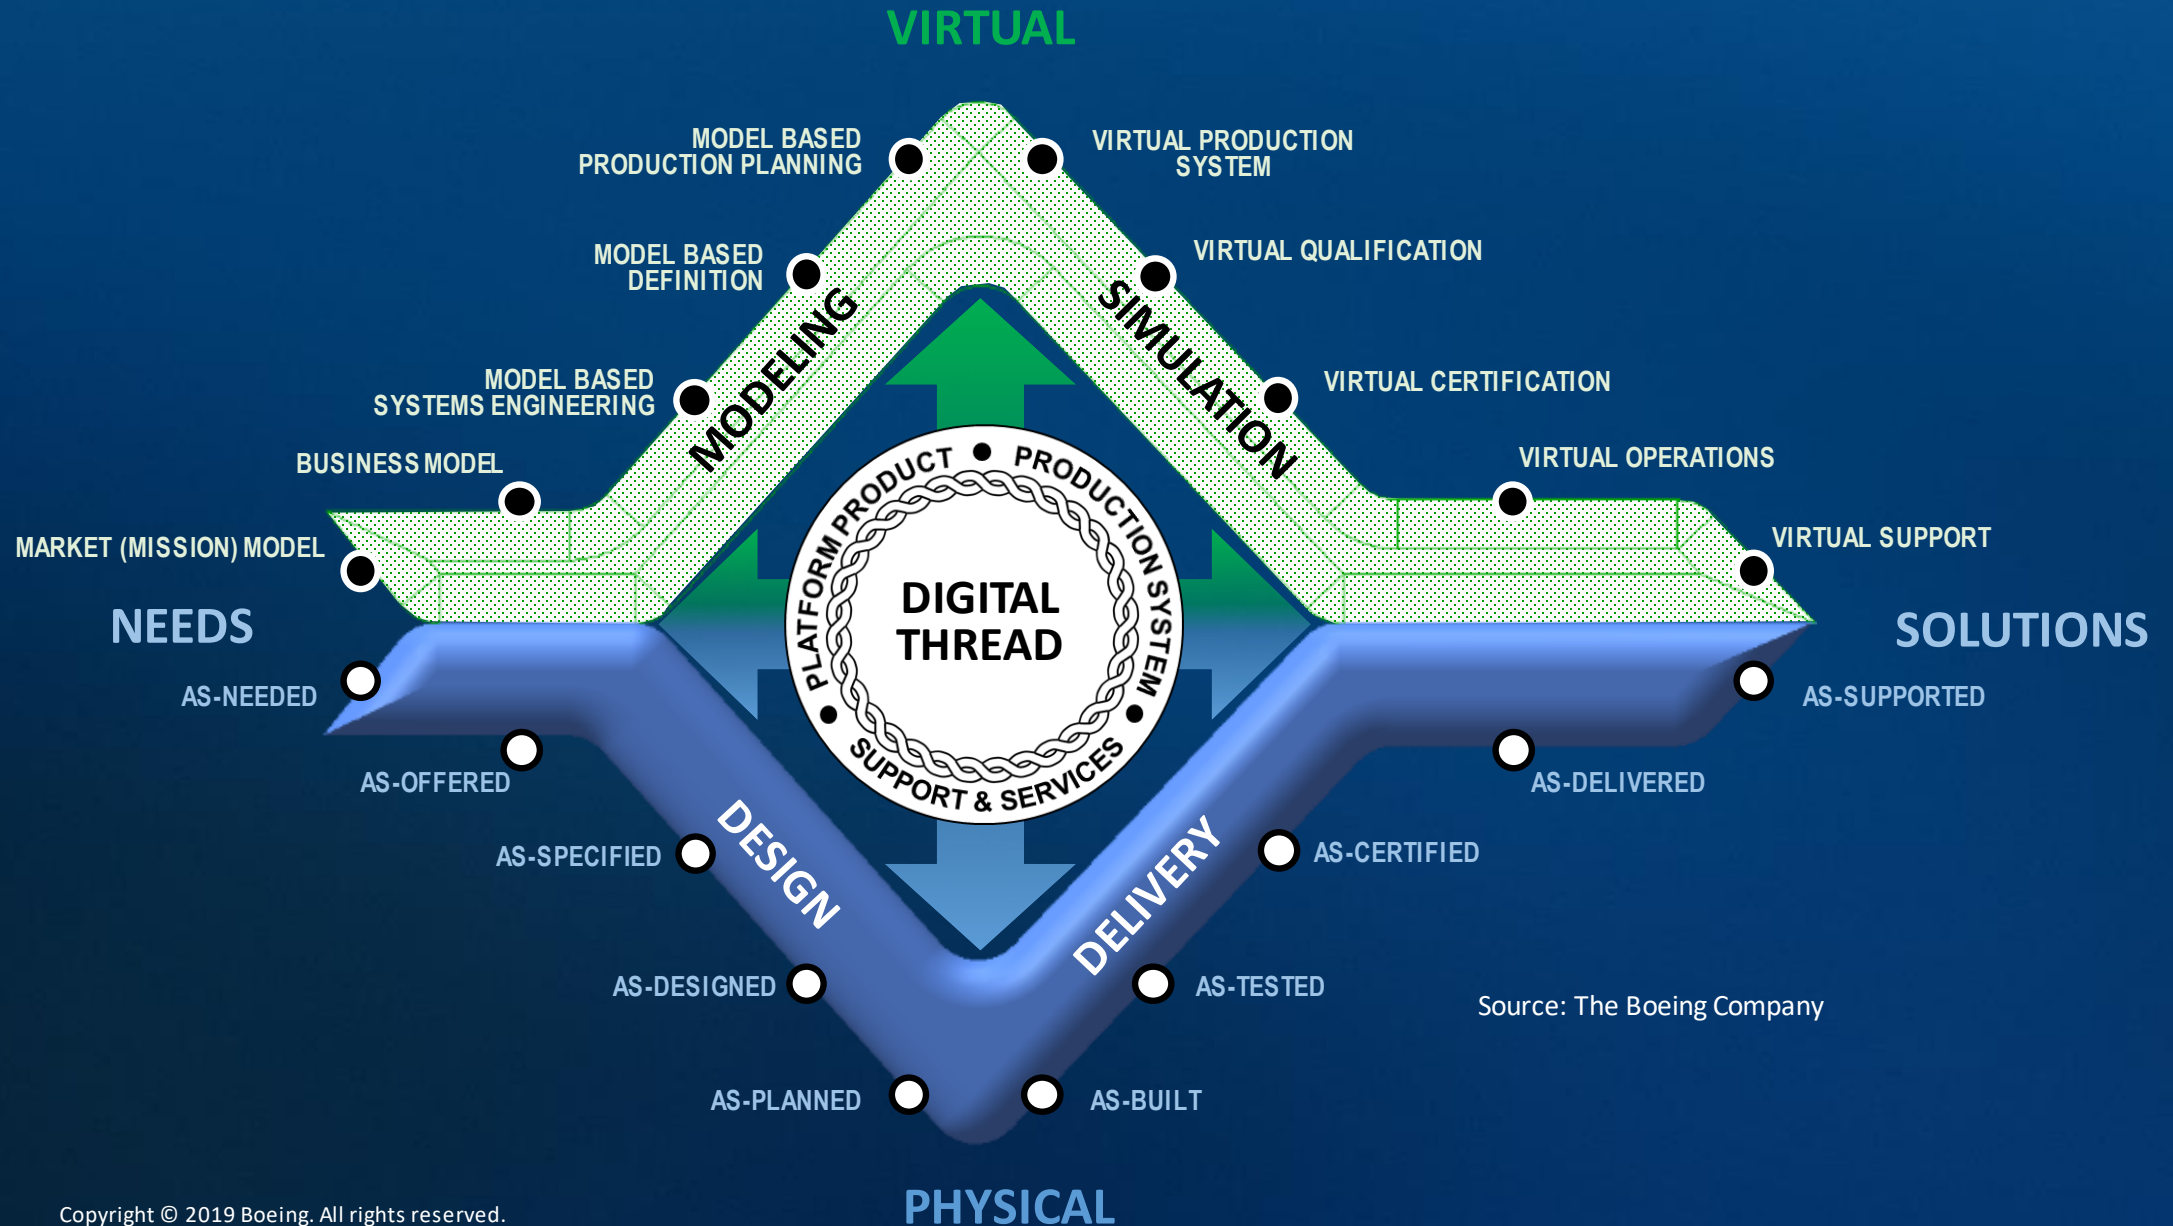 VIRTUAL
MODEL BASED
PRODUCTION PLANNING
VIRTUAL PRODUCTION
SYSTEM
MODEL BASED
DEFINITION
VIRTUAL QUALIFICATION
MODELING
SIMULATION
MODEL BASED
SYSTEMS ENGINEERING
VIRTUAL CERTIFICATION
BUSINESS MODEL
VIRTUAL OPERATIONS
MARKET (MISSION) MODEL
VIRTUAL SUPPORT
PLATFORM PRODUCT • PRODUCTION SYSTEM • SUPPORT & SERVICES •
DIGITAL
THREAD
NEEDS
SOLUTIONS
AS-NEEDED
AS-SUPPORTED
AS-OFFERED
AS-DELIVERED
AS-SPECIFIED
DESIGN
DELIVERY
AS-CERTIFIED
AS-DESIGNED
AS-TESTED
Source: The Boeing Company
AS-PLANNED
AS-BUILT
PHYSICAL
Copyright © 2019 Boeing. All rights reserved.